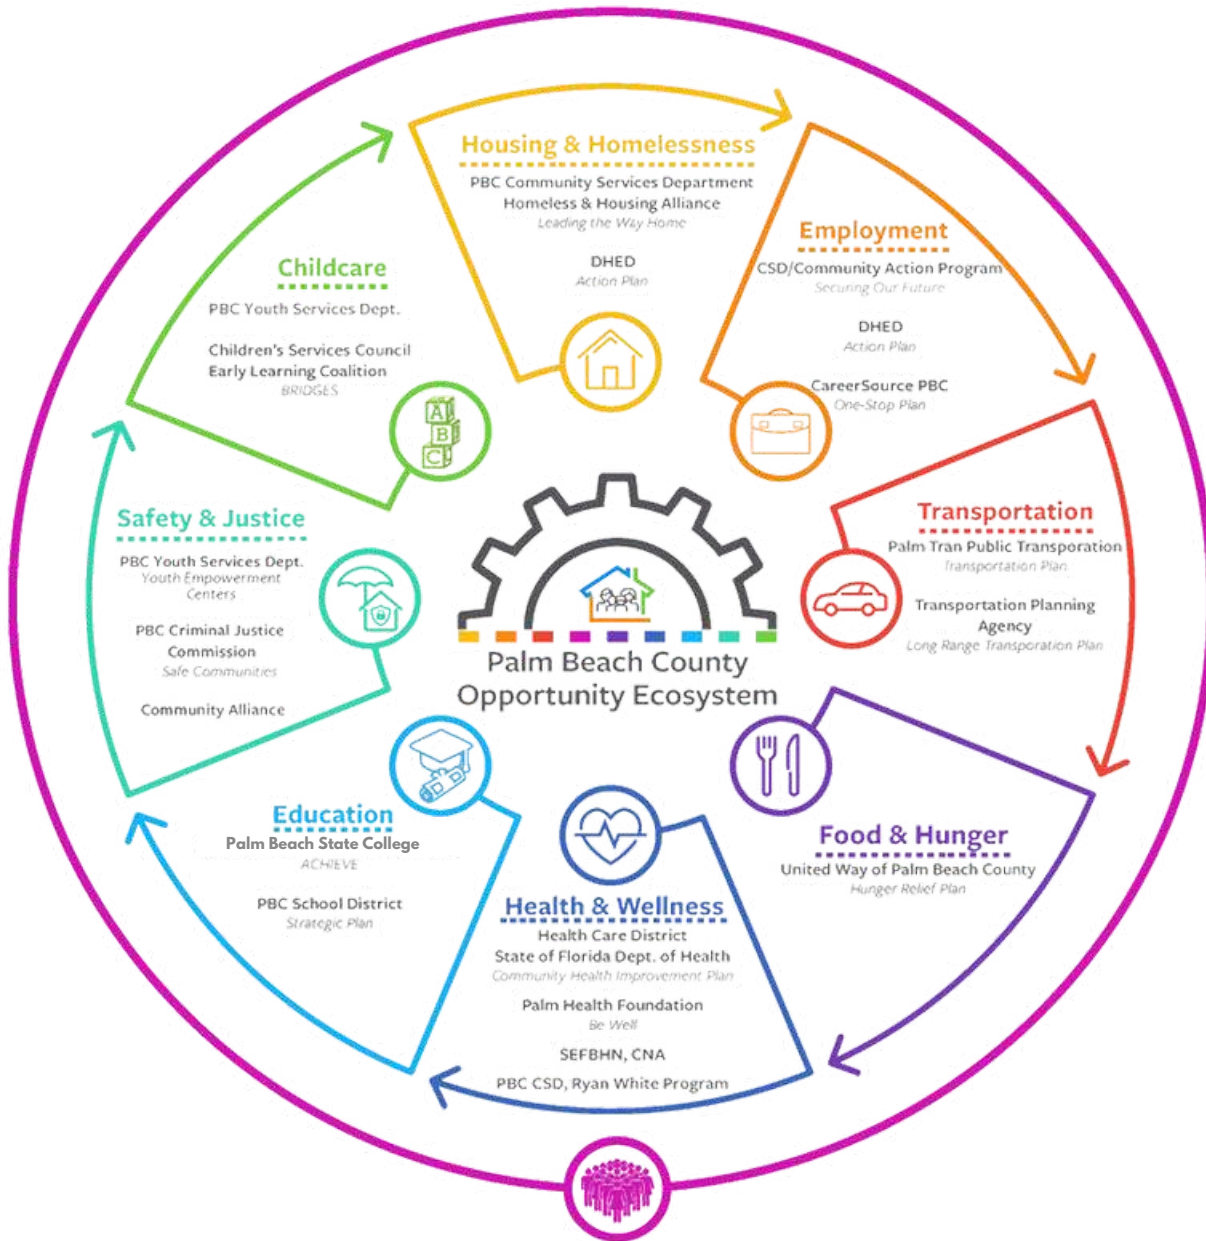 Housing & Homelessness
PBC Community Services Department
Homeless & Housing Alliance
Leading the Way Home
DHED
Action Plan
Employment
CSD/Community Action Program
Securing Our Future
DHED
Action Plan
CareerSource PBC
One-Stop Plan
Transportation
Palm Tran Public Transporation
Transportation Plan
Transportation Planning
Agency
Long Range Transporation Plan
Food & Hunger
United Way of Palm Beach County
Hunger Relief Plan
Health & Wellness
Health Care District
State of Florida Dept. of Health
Community Health Improvement Plan
Palm Health Foundation
Be Well
SEFBHN, CNA
PBC CSD, Ryan White Program
Education
Palm Beach State College
ACHIEVE
PBC School District
Strategic Plan
Safety & Justice
PBC Youth Services Dept.
Youth Empowerment
Centers
PBC Criminal Justice
Commission
Safe Communities
Community Alliance
Childcare
PBC Youth Services Dept.
Children's Services Council
Early Learning Coalition
BRIDGES
A
B
C
Palm Beach County
Opportunity Ecosystem